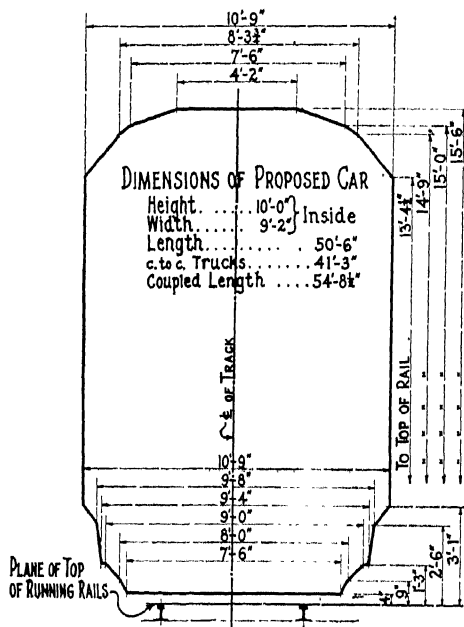 10'-9"
8'-3¾"
7'-6"
4'-2"
DIMENSIONS OF PROPOSED CAR
Height...... 10'-0" } Inside
Width...... 9'-2"
Length......... . 50'-6"
c. to c. Trucks....... 41'-3"
Coupled Length .... 54'-8½"
13'-4½"
14'-9"
15'-0"
15'-6"
TO TOP OF RAIL
" " "
" " "
" " "
" " "
℄ OF TRACK
10'-9"
9'-8"
9'-4"
9'-0"
8'-0"
7'-6"
PLANE OF TOP
OF RUNNING RAILS
9"
1'-3"
2'-6"
3'-1"